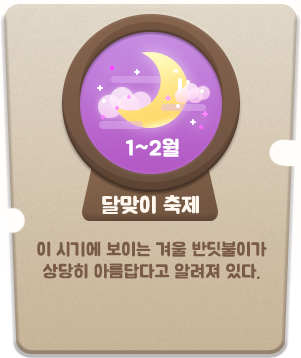 1~2월
달맞이 축제
이 시기에 보이는 겨울 반딧불이가
상당히 아름답다고 알려져 있다.